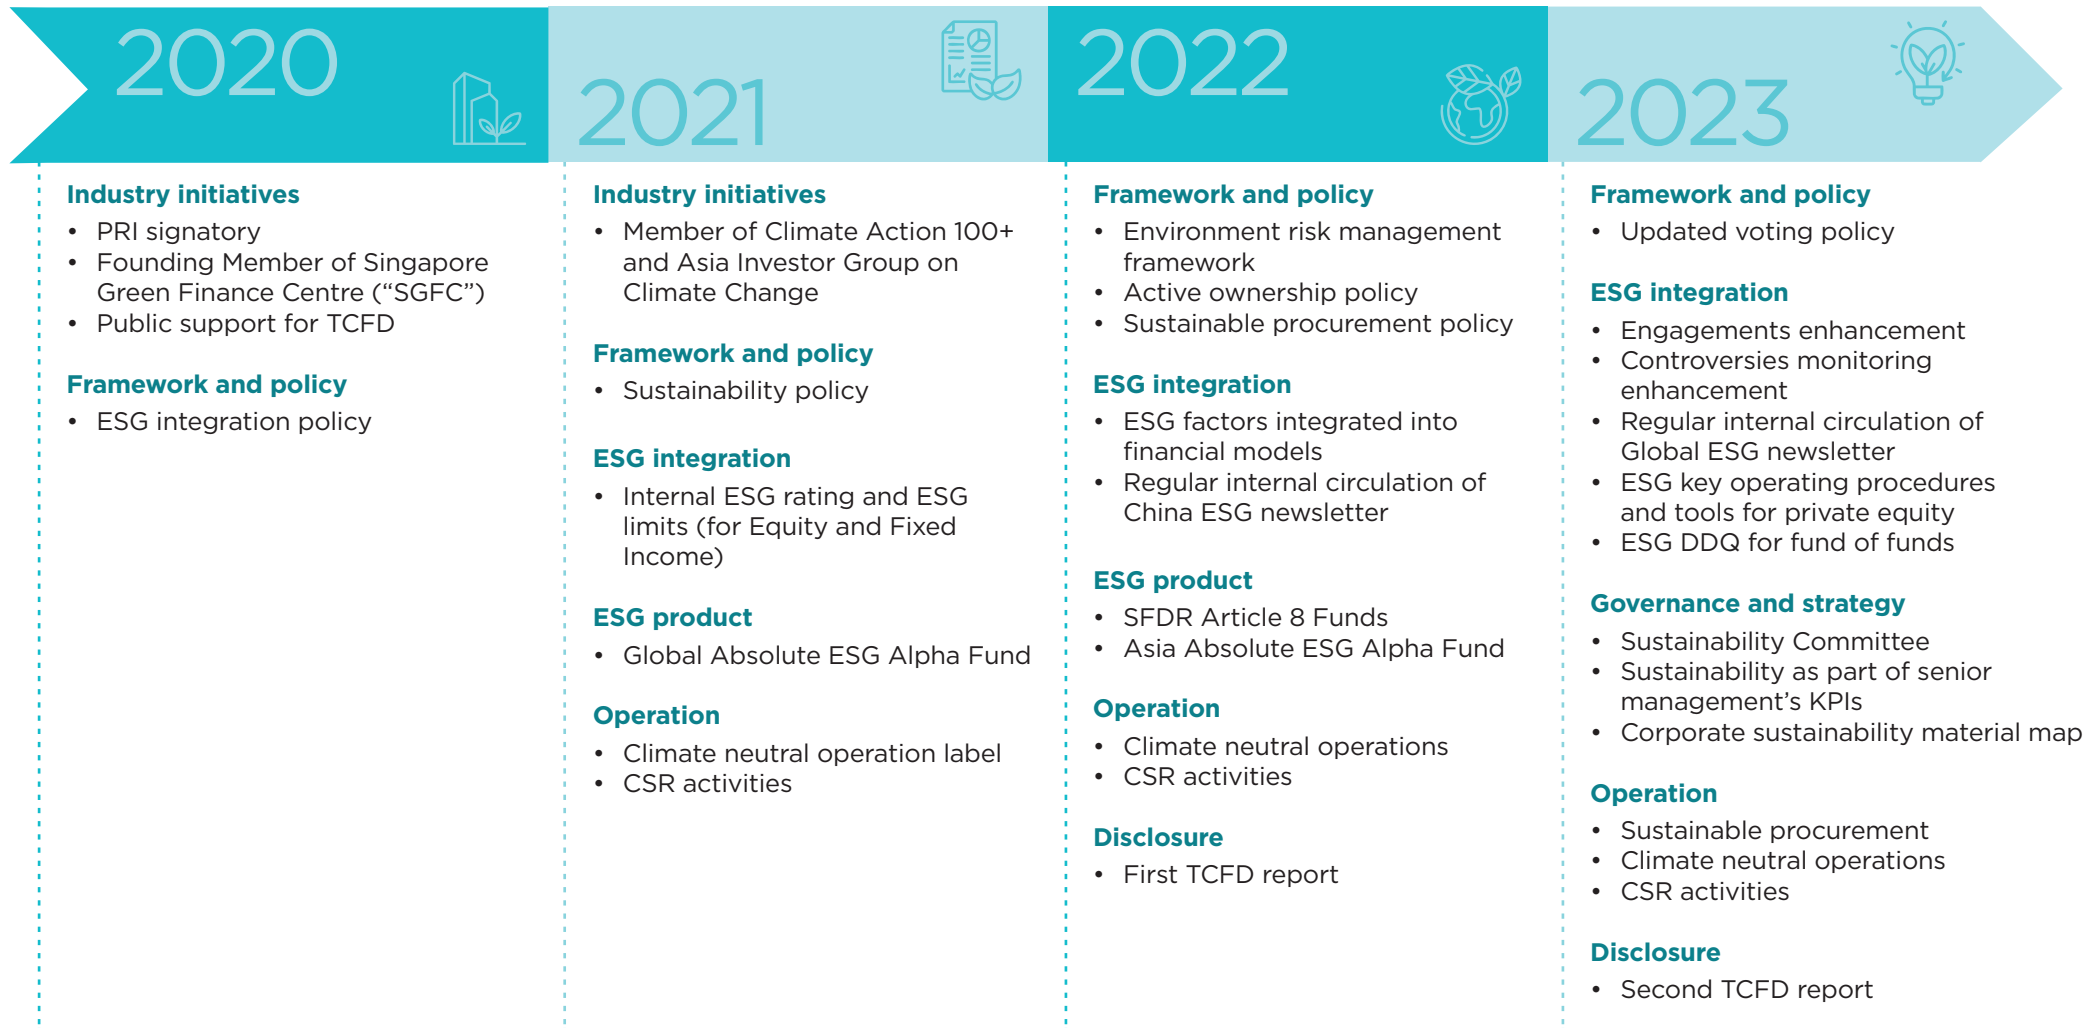 2020
Industry initiatives
• PRI signatory
• Founding Member of Singapore
Green Finance Centre (“SGFC”)
• Public support for TCFD
Framework and policy
• ESG integration policy
2021
Industry initiatives
• Member of Climate Action 100+
and Asia Investor Group on
Climate Change
Framework and policy
• Sustainability policy
ESG integration
• Internal ESG rating and ESG
limits (for Equity and Fixed
Income)
ESG product
• Global Absolute ESG Alpha Fund
Operation
• Climate neutral operation label
• CSR activities
2022
Framework and policy
• Environment risk management
framework
• Active ownership policy
• Sustainable procurement policy
ESG integration
• ESG factors integrated into
financial models
• Regular internal circulation of
China ESG newsletter
ESG product
• SFDR Article 8 Funds
• Asia Absolute ESG Alpha Fund
Operation
• Climate neutral operations
• CSR activities
Disclosure
• First TCFD report
2023
Framework and policy
• Updated voting policy
ESG integration
• Engagements enhancement
• Controversies monitoring
enhancement
• Regular internal circulation of
Global ESG newsletter
• ESG key operating procedures
and tools for private equity
• ESG DDQ for fund of funds
Governance and strategy
• Sustainability Committee
• Sustainability as part of senior
management’s KPIs
• Corporate sustainability material map
Operation
• Sustainable procurement
• Climate neutral operations
• CSR activities
Disclosure
• Second TCFD report